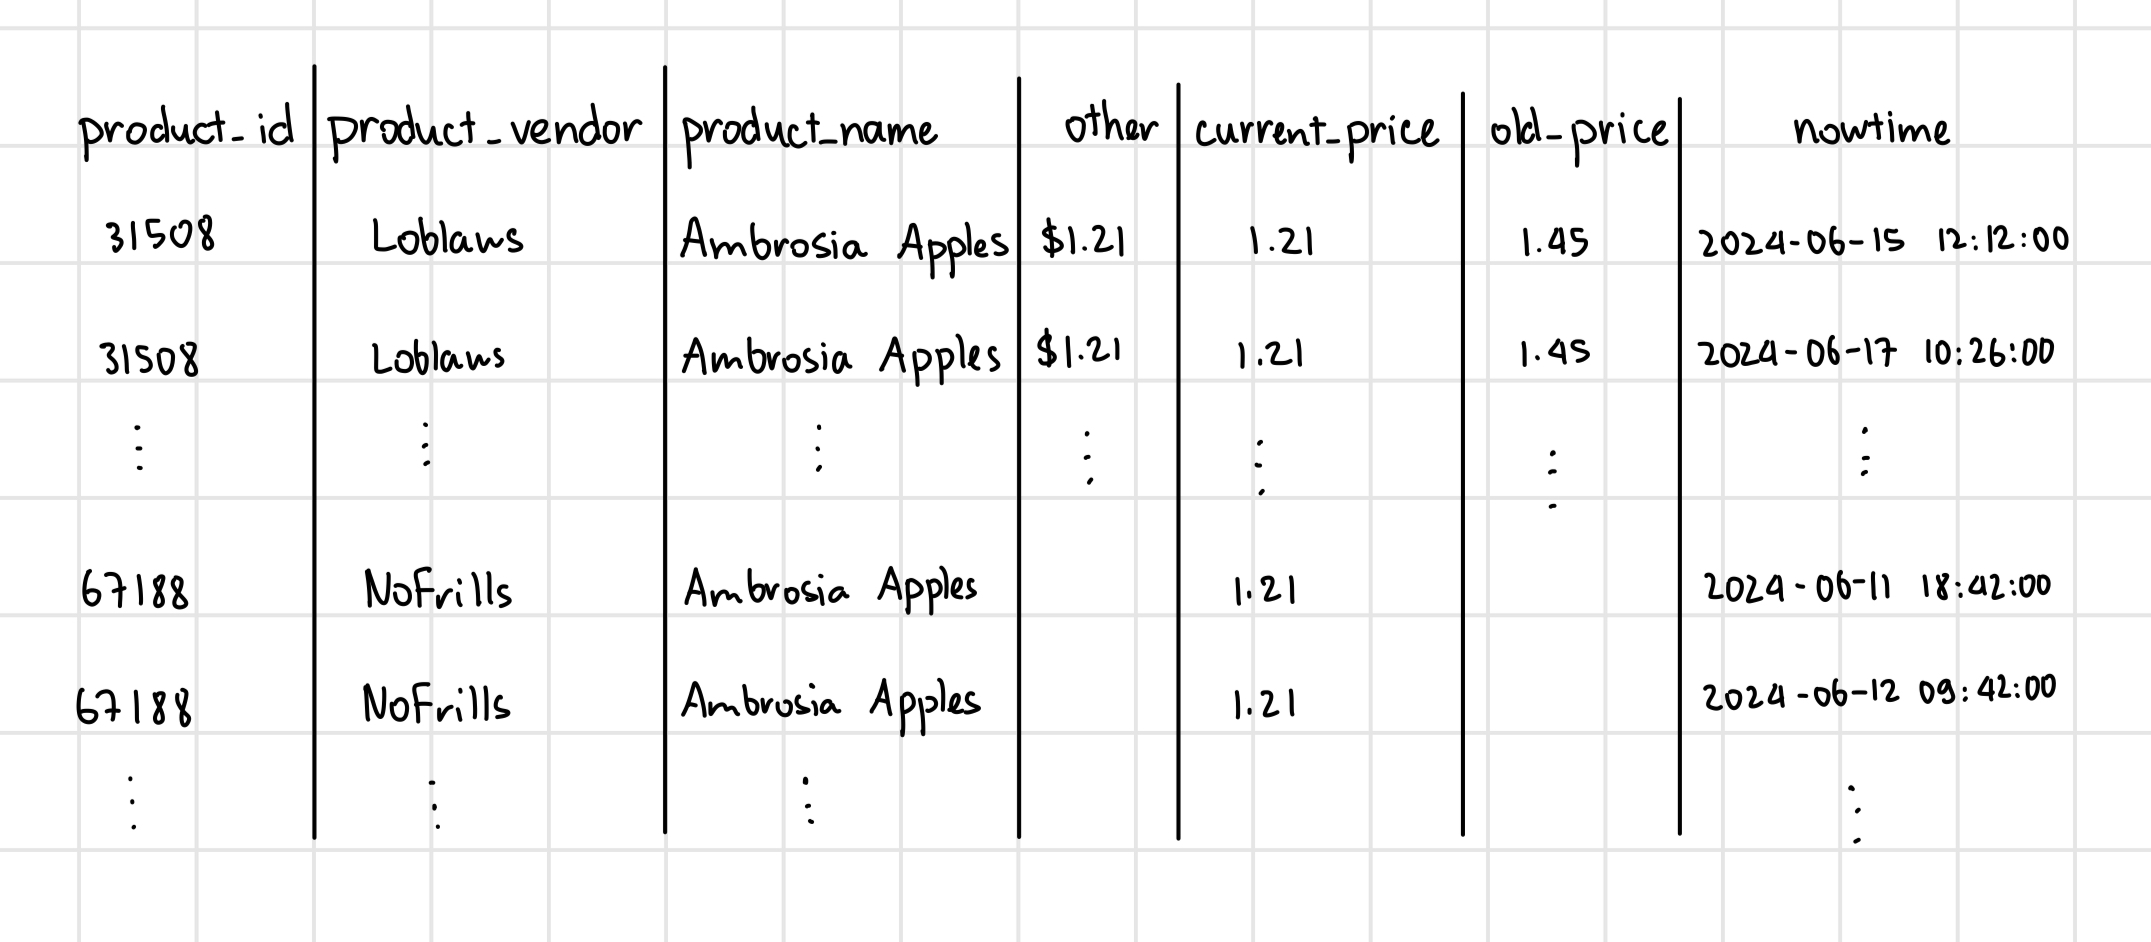 product_id product_vendor product_name other current_price old_price nowtime
31508 Loblaws Ambrosia Apples $1.21 1.21 1.45 2024-06-15 12:12:00
31508 Loblaws Ambrosia Apples $1.21 1.21 1.45 2024-06-17 10:26:00
⋮ ⋮ ⋮ ⋮ ⋮ ⋮ ⋮
67188 NoFrills Ambrosia Apples 1.21 2024-06-11 18:42:00
67188 NoFrills Ambrosia Apples 1.21 2024-06-12 09:42:00
⋮ ⋮ ⋮ ⋮